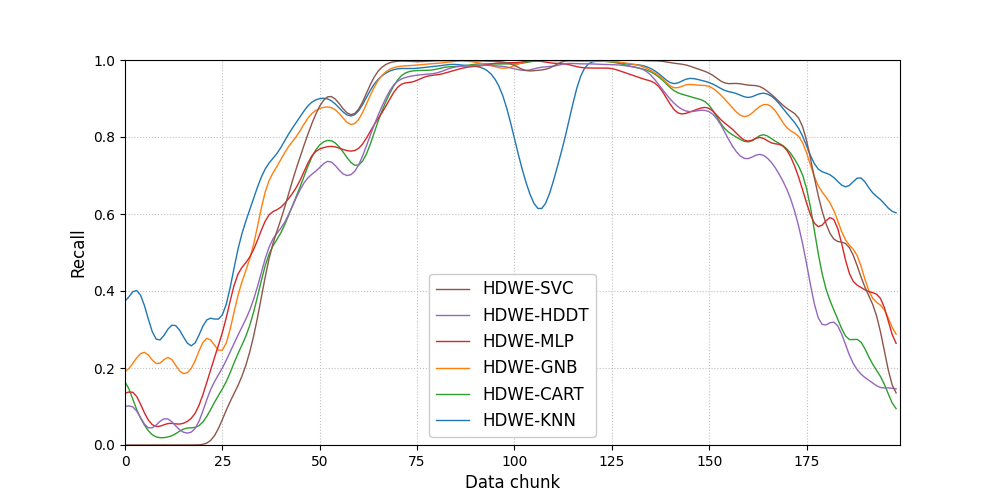 1.0
0.8
0.6
0.4
0.2
0.0
Recall
HDWE-SVC
HDWE-HDDT
HDWE-MLP
HDWE-GNB
HDWE-CART
HDWE-KNN
0 25 50 75 100 125 150 175
Data chunk